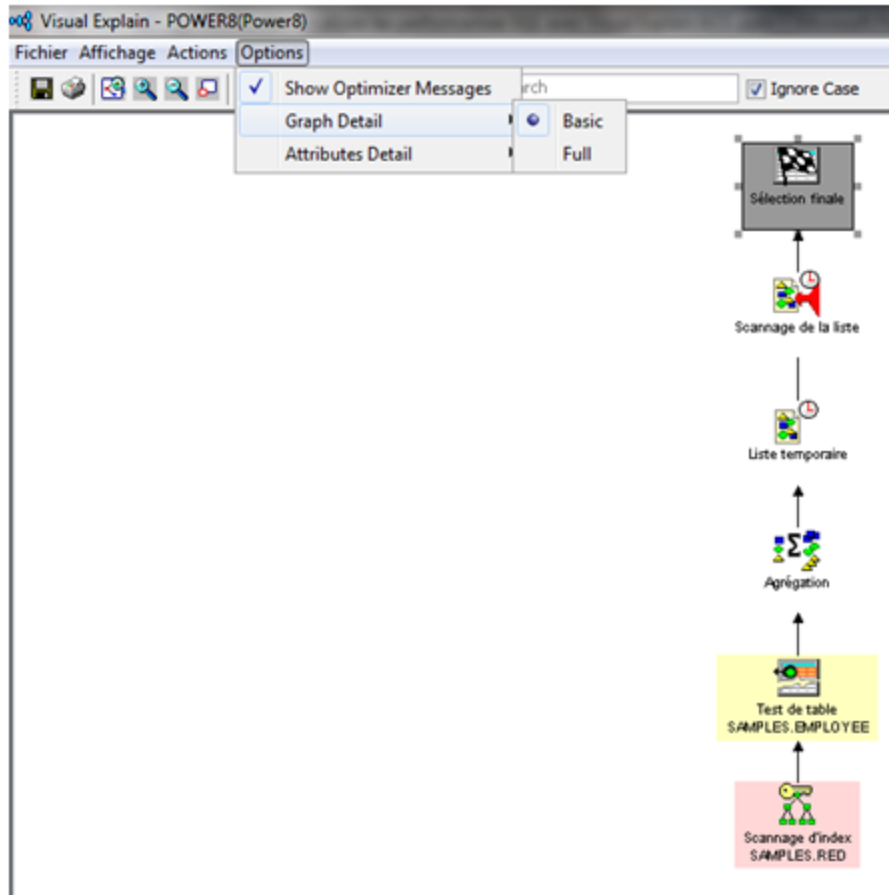 Visual Explain - POWER8(Power8)
Fichier Affichage Actions Options
Show Optimizer Messages
Ignore Case
Graph Detail
Basic
Attributes Detail
Full
Sélection finale
Scannage de la liste
Liste temporaire
Agrégation
Test de table
SAMPLES.EMPLOYEE
Scannage d'index
SAMPLES.RED